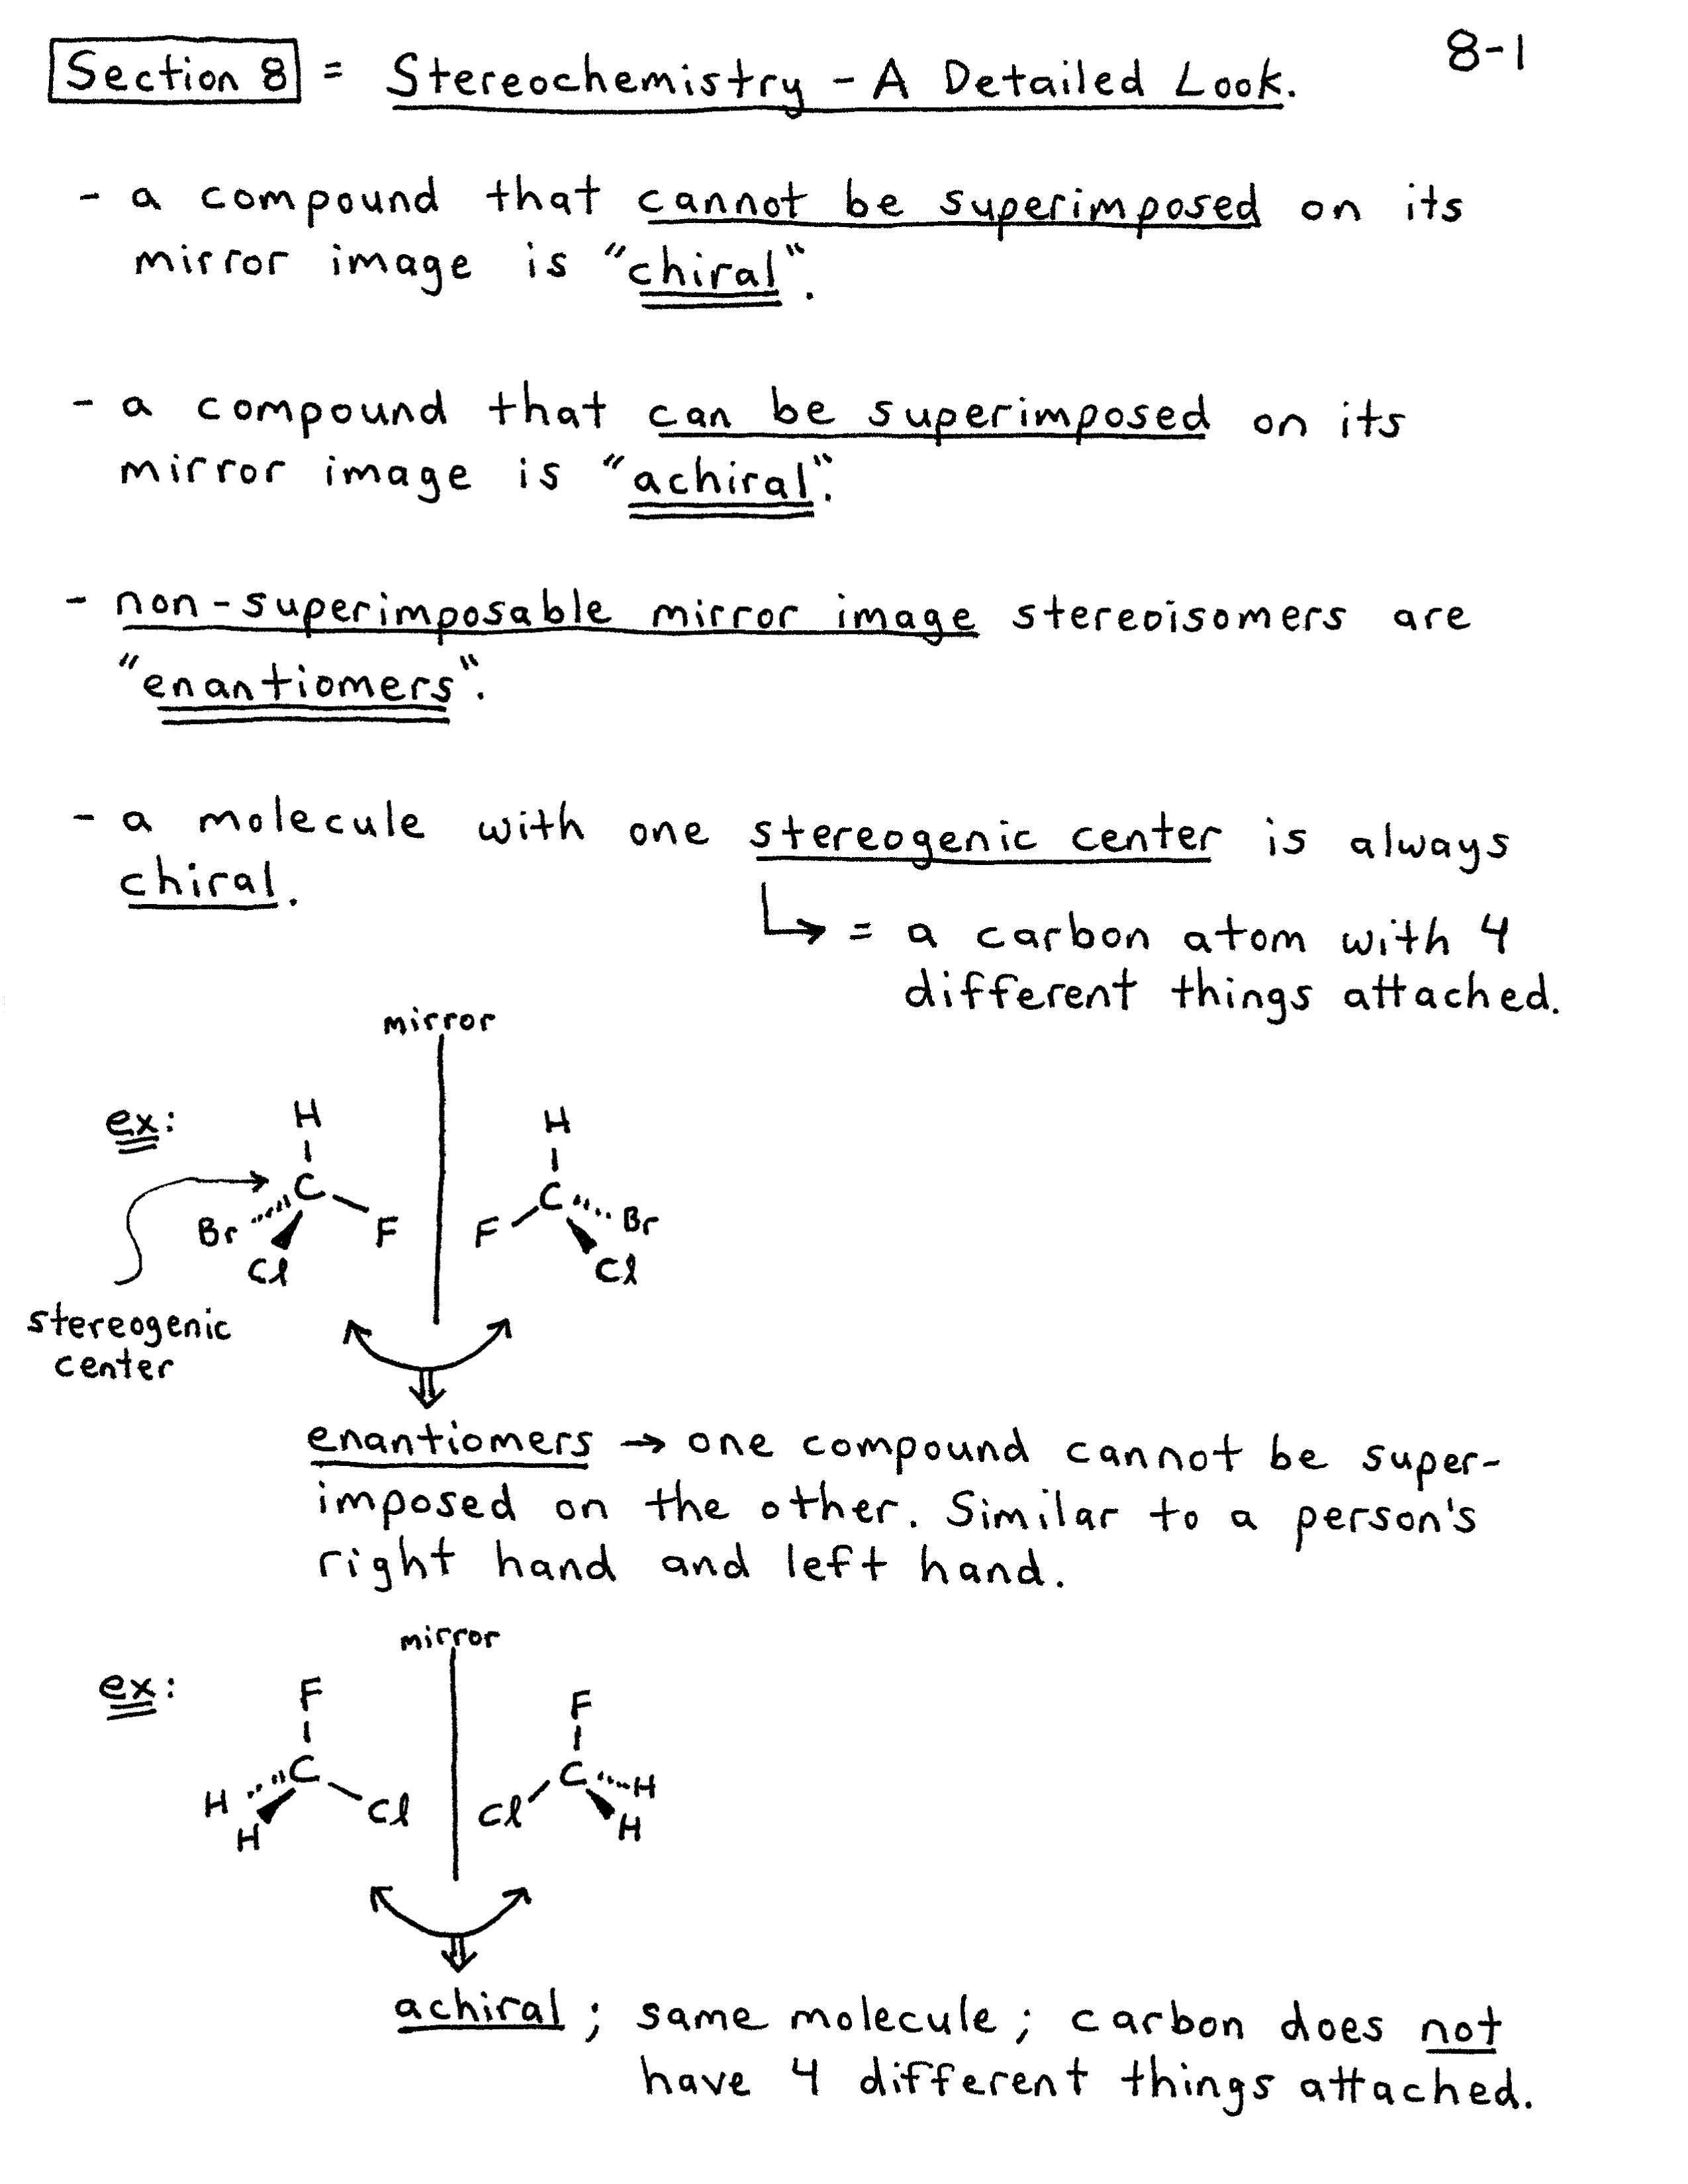 Section 8 = Stereochemistry - A Detailed Look. 8-1
- a compound that cannot be superimposed on its
mirror image is "chiral".
- a compound that can be superimposed on its
mirror image is "achiral".
- non-superimposable mirror image stereoisomers are
"enantiomers".
- a molecule with one stereogenic center is always
chiral.
↳ = a carbon atom with 4
different things attached.
mirror
ex:
H H
C C
Br F F Br
Cl Cl
stereogenic
center
enantiomers → one compound cannot be super-
imposed on the other. Similar to a person's
right hand and left hand.
mirror
ex:
F F
C C
H Cl Cl H
H H
achiral ; same molecule ; carbon does not
have 4 different things attached.